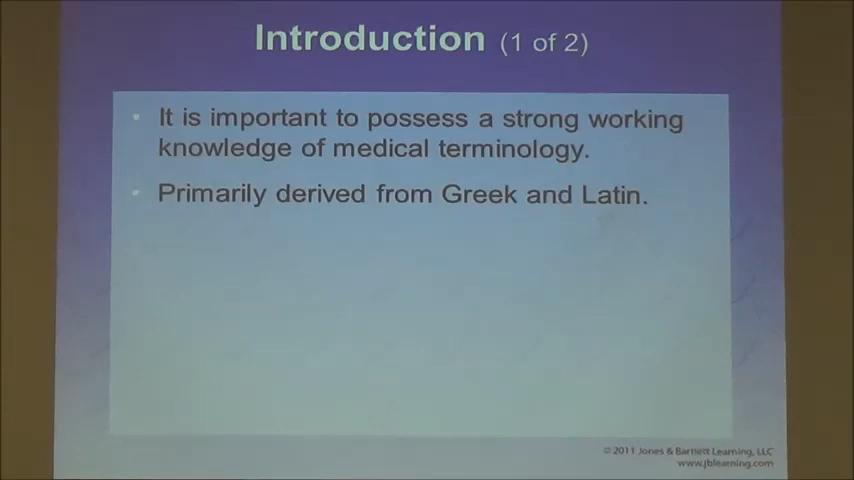 Introduction (1 of 2)
• It is important to possess a strong working
knowledge of medical terminology.
• Primarily derived from Greek and Latin.
© 2011 Jones & Bartlett Learning, LLC
www.jblearning.com